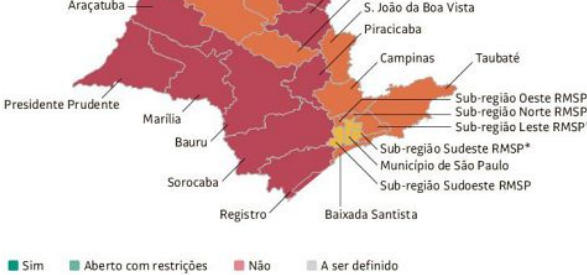 Araçatuba
S. João da Boa Vista
Piracicaba
Campinas
Taubaté
Presidente Prudente
Marília
Bauru
Sorocaba
Registro
Sub-região Oeste RMSP
Sub-região Norte RMSP
Sub-região Leste RMSP
Sub-região Sudeste RMSP*
Município de São Paulo
Sub-região Sudoeste RMSP
Baixada Santista
Sim
Aberto com restrições
Não
A ser definido